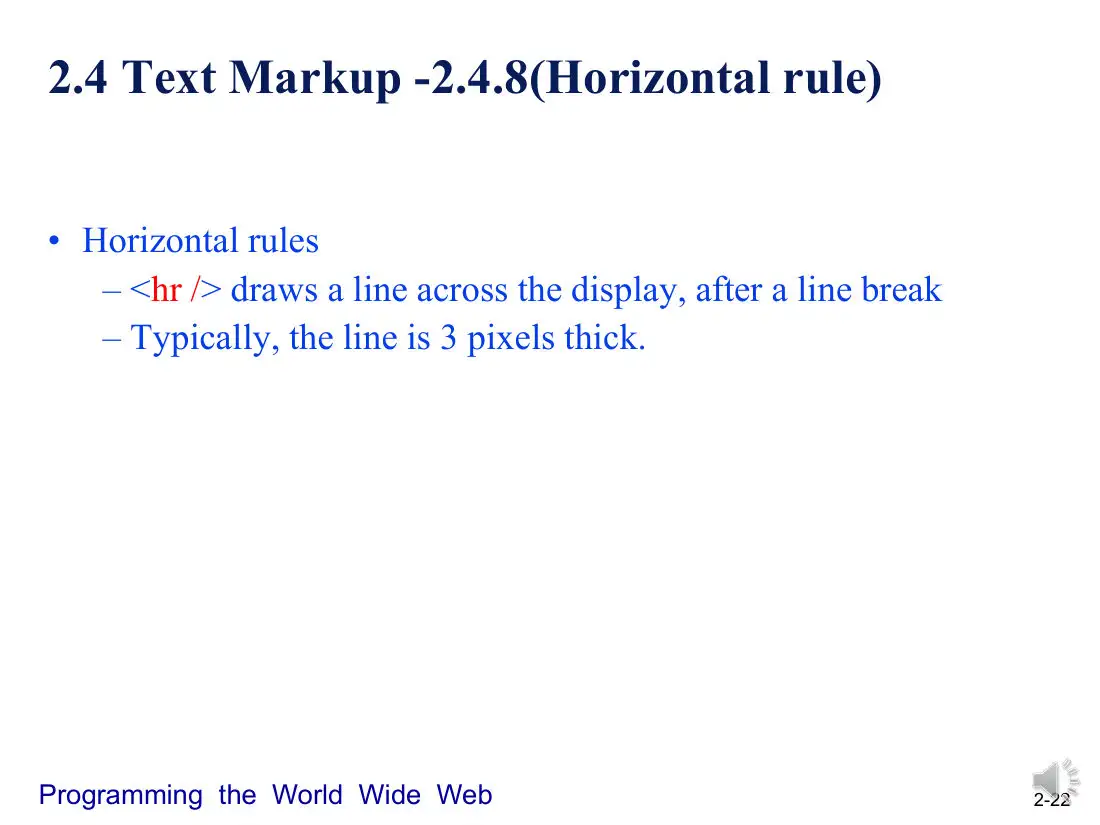 2.4 Text Markup -2.4.8(Horizontal rule)
• Horizontal rules
– <hr /> draws a line across the display, after a line break
– Typically, the line is 3 pixels thick.
Programming the World Wide Web
2-22